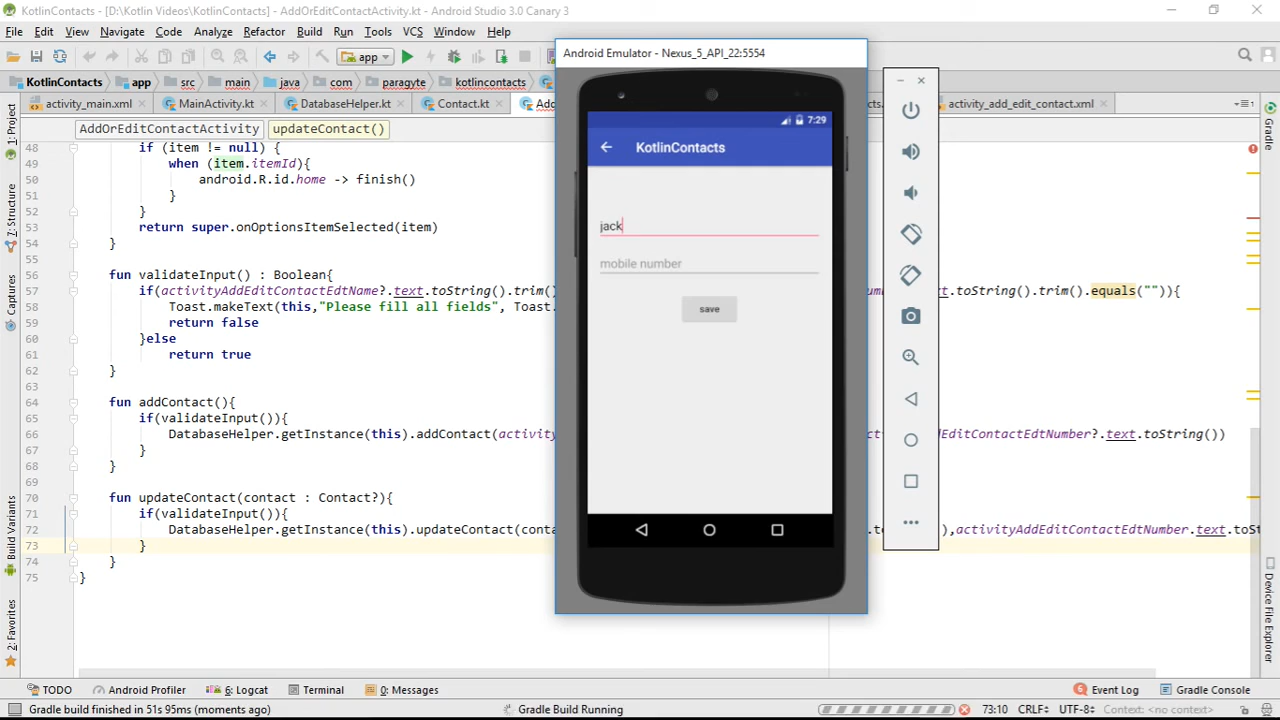 KotlinContacts - [D:\Kotlin Videos\KotlinContacts] - AddOrEditContactActivity.kt - Android Studio 3.0 Canary 3
File Edit View Navigate Code Analyze Refactor Build Run Tools VCS Window Help
app
KotlinContacts app src main java com paragyte kotlincontacts
activity_main.xml MainActivity.kt DatabaseHelper.kt Contact.kt Add ts. activity_add_edit_contact.xml
AddOrEditContactActivity updateContact()
48 if (item != null) {
49 when (item.itemId){
50 android.R.id.home -> finish()
51 }
52 }
53 return super.onOptionsItemSelected(item)
54 }
55
56 fun validateInput() : Boolean{
57 if(activityAddEditContactEdtName?.text.toString().trim() text.toString().trim().equals("")){
58 Toast.makeText(this,"Please fill all fields", Toast.
59 return false
60 }else
61 return true
62 }
63
64 fun addContact(){
65 if(validateInput()){
66 DatabaseHelper.getInstance(this).addContact(activity dEditContactEdtNumber?.text.toString())
67 }
68 }
69
70 fun updateContact(contact : Contact?){
71 if(validateInput()){
72 DatabaseHelper.getInstance(this).updateContact(conta ),activityAddEditContactEdtNumber.text.toSt
73 }
74 }
75 }
Android Emulator - Nexus_5_API_22:5554
7:29
KotlinContacts
jack
mobile number
save
1: Project
7: Structure
Captures
Build Variants
2: Favorites
Gradle
Device File Explorer
TODO Android Profiler 6: Logcat Terminal 0: Messages 6 Event Log Gradle Console
Gradle build finished in 51s 95ms (moments ago) Gradle Build Running 73:10 CRLF÷ UTF-8÷ Context: <no context>